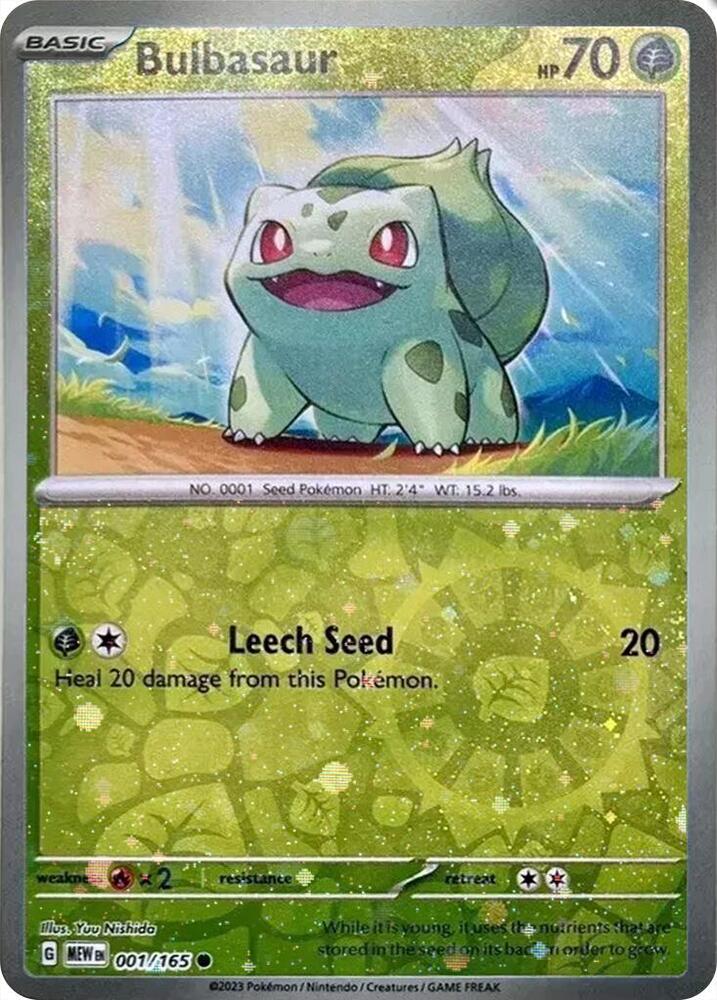 BASIC
Bulbasaur
HP 70
NO. 0001 Seed Pokémon HT: 2'4" WT: 15.2 lbs.
Leech Seed 20
Heal 20 damage from this Pokémon.
weakness ×2 resistance retreat
Illus. Yuu Nishida
While it is young, it uses the nutrients that are
stored in the seed on its back in order to grow.
G MEW EN 001/165
©2023 Pokémon / Nintendo / Creatures / GAME FREAK